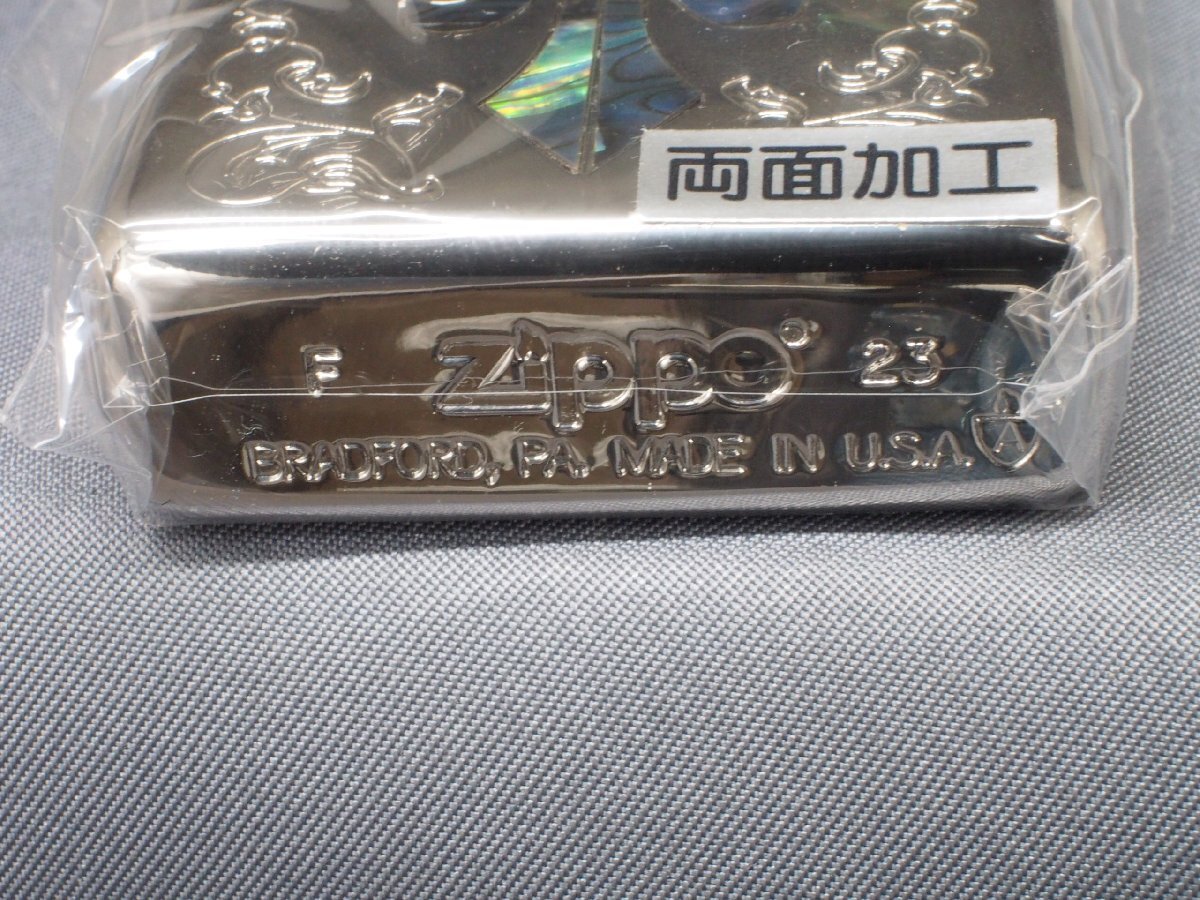 両面加工
F Zippo® 23
BRADFORD, PA. MADE IN U.S.A. A